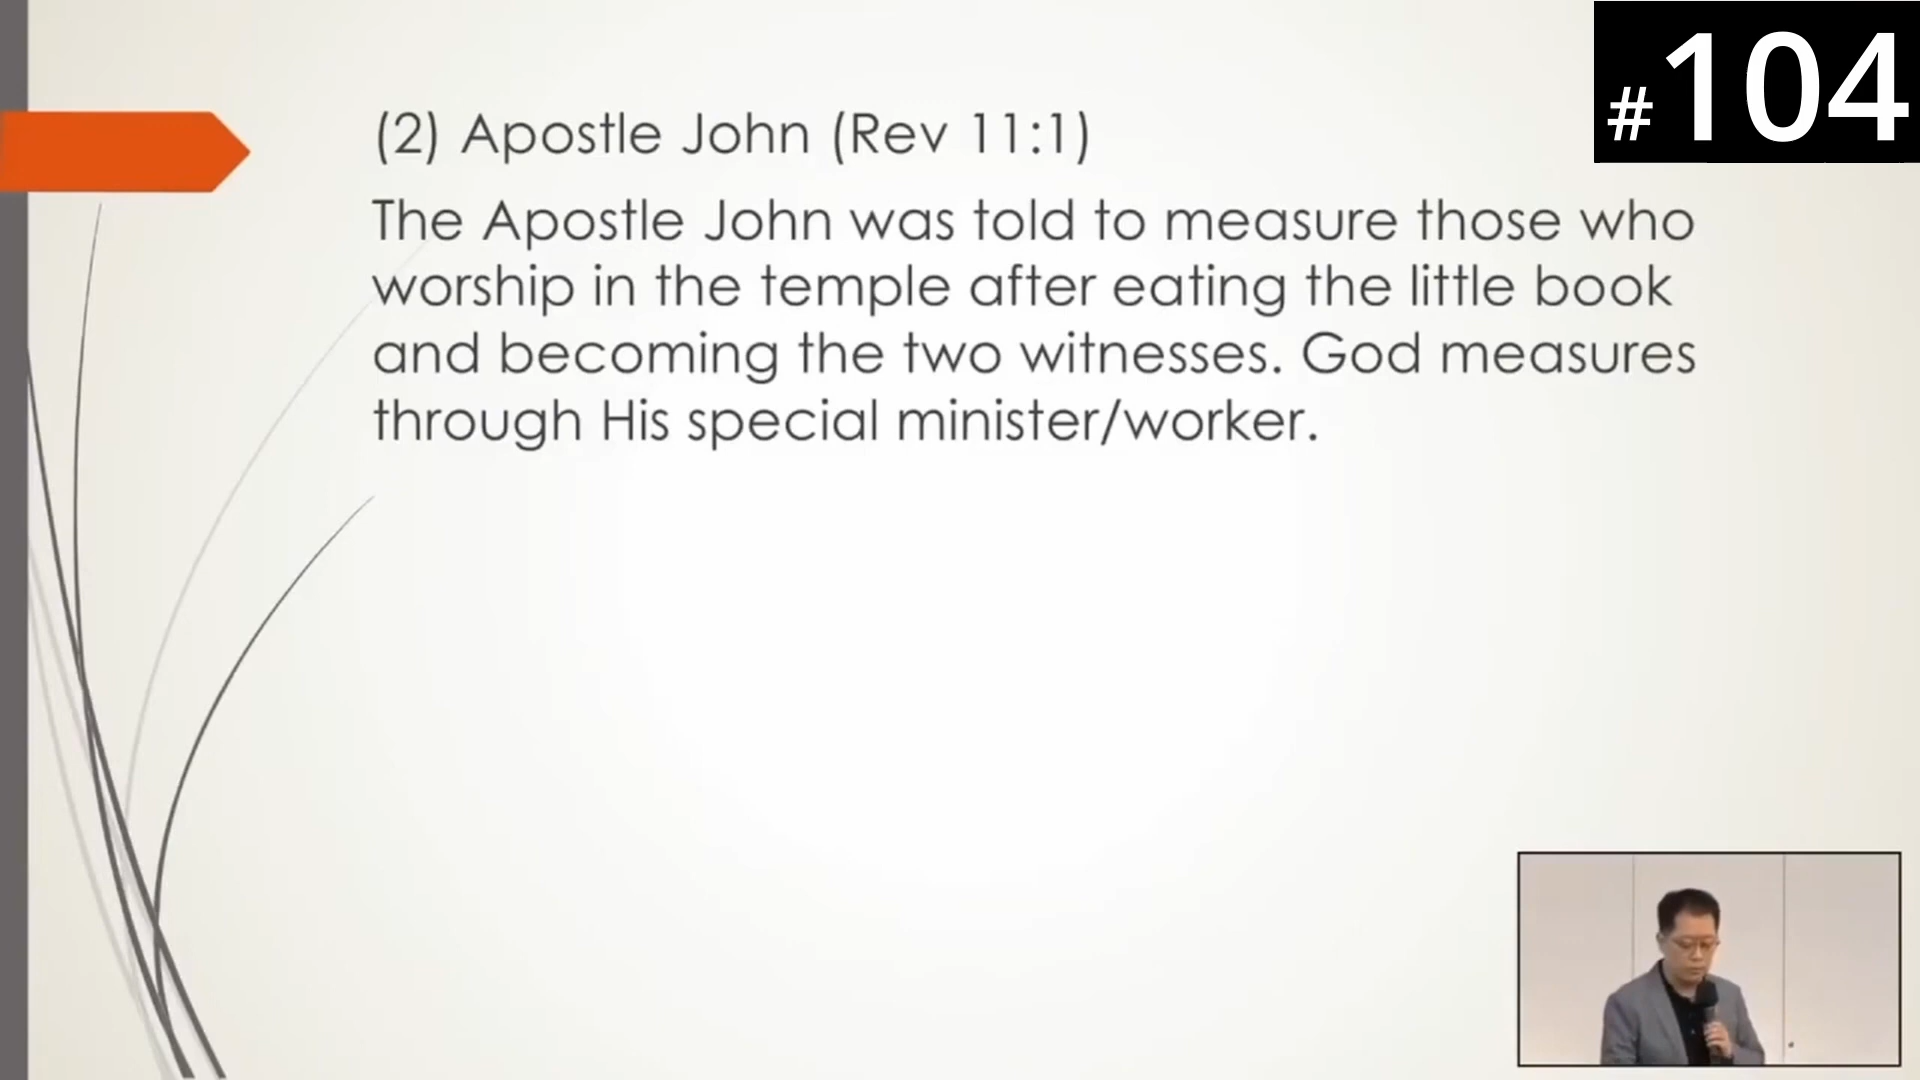 #104
(2) Apostle John (Rev 11:1)
The Apostle John was told to measure those who
worship in the temple after eating the little book
and becoming the two witnesses. God measures
through His special minister/worker.